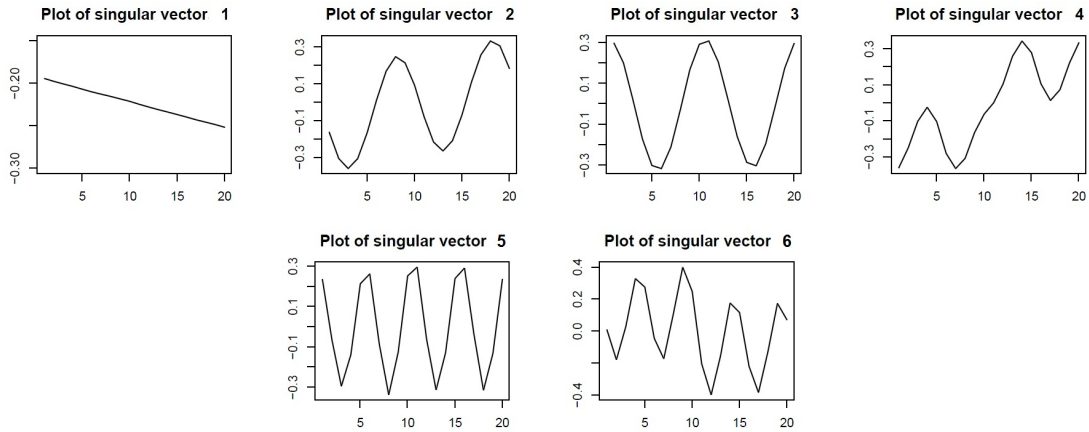 Plot of singular vector 1
−0.20
−0.30
5 10 15 20
Plot of singular vector 2
0.3
0.1
−0.1
−0.3
5 10 15 20
Plot of singular vector 3
0.3
0.1
−0.1
−0.3
5 10 15 20
Plot of singular vector 4
0.3
0.1
−0.1
−0.3
5 10 15 20
Plot of singular vector 5
0.3
0.1
−0.1
−0.3
5 10 15 20
Plot of singular vector 6
0.4
0.2
0.0
−0.4
5 10 15 20